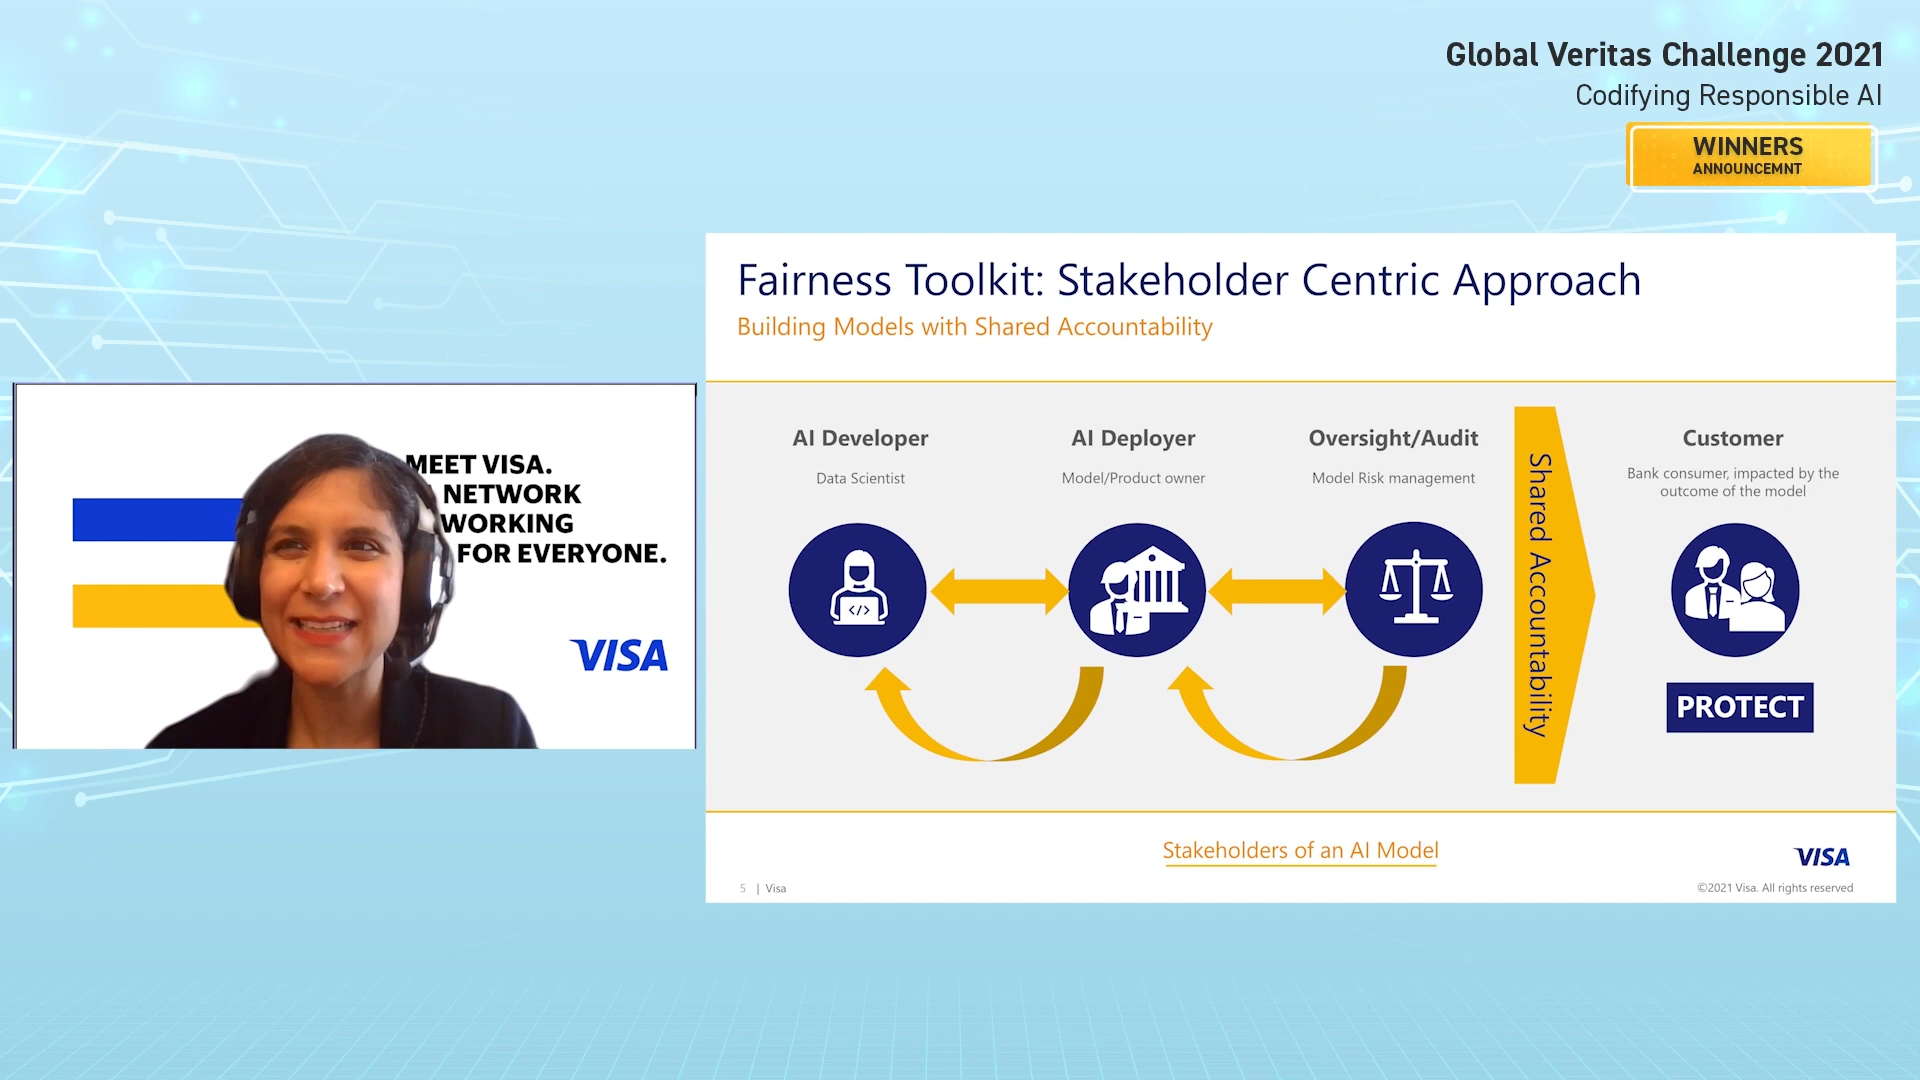 Global Veritas Challenge 2021
Codifying Responsible AI
WINNERS
ANNOUNCEMNT
MEET VISA.
NETWORK
WORKING
FOR EVERYONE.
VISA
Fairness Toolkit: Stakeholder Centric Approach
Building Models with Shared Accountability
AI Developer
Data Scientist
AI Deployer
Model/Product owner
Oversight/Audit
Model Risk management
Shared Accountability
Customer
Bank consumer, impacted by the
outcome of the model
</>
PROTECT
Stakeholders of an AI Model
VISA
5 | Visa
©2021 Visa. All rights reserved